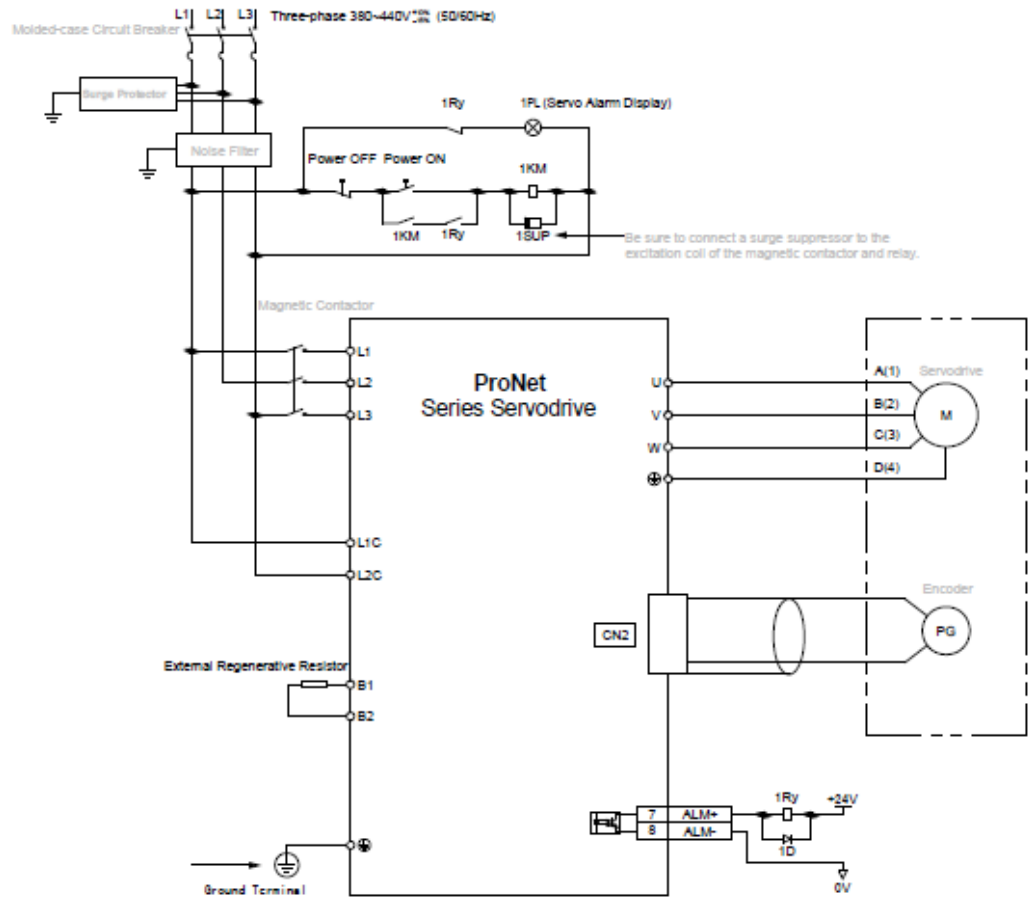 L1 L2 L3 Three-phase 380~440V (50/60Hz)
Molded-case Circuit Breaker
Surge Protector
1Ry 1PL (Servo Alarm Display)
Noise Filter
Power OFF Power ON
1KM
1KM 1Ry 1SUP
Be sure to connect a surge suppressor to the
excitation coil of the magnetic contactor and relay.
Magnetic Contactor
L1
L2
L3
ProNet
Series Servodrive
U
V
W
A(1)
B(2)
C(3)
D(4)
Servodrive
M
L1C
L2C
CN2
Encoder
PG
External Regenerative Resistor
B1
B2
7 ALM+
8 ALM-
1Ry +24V
1D
0V
Ground Terminal